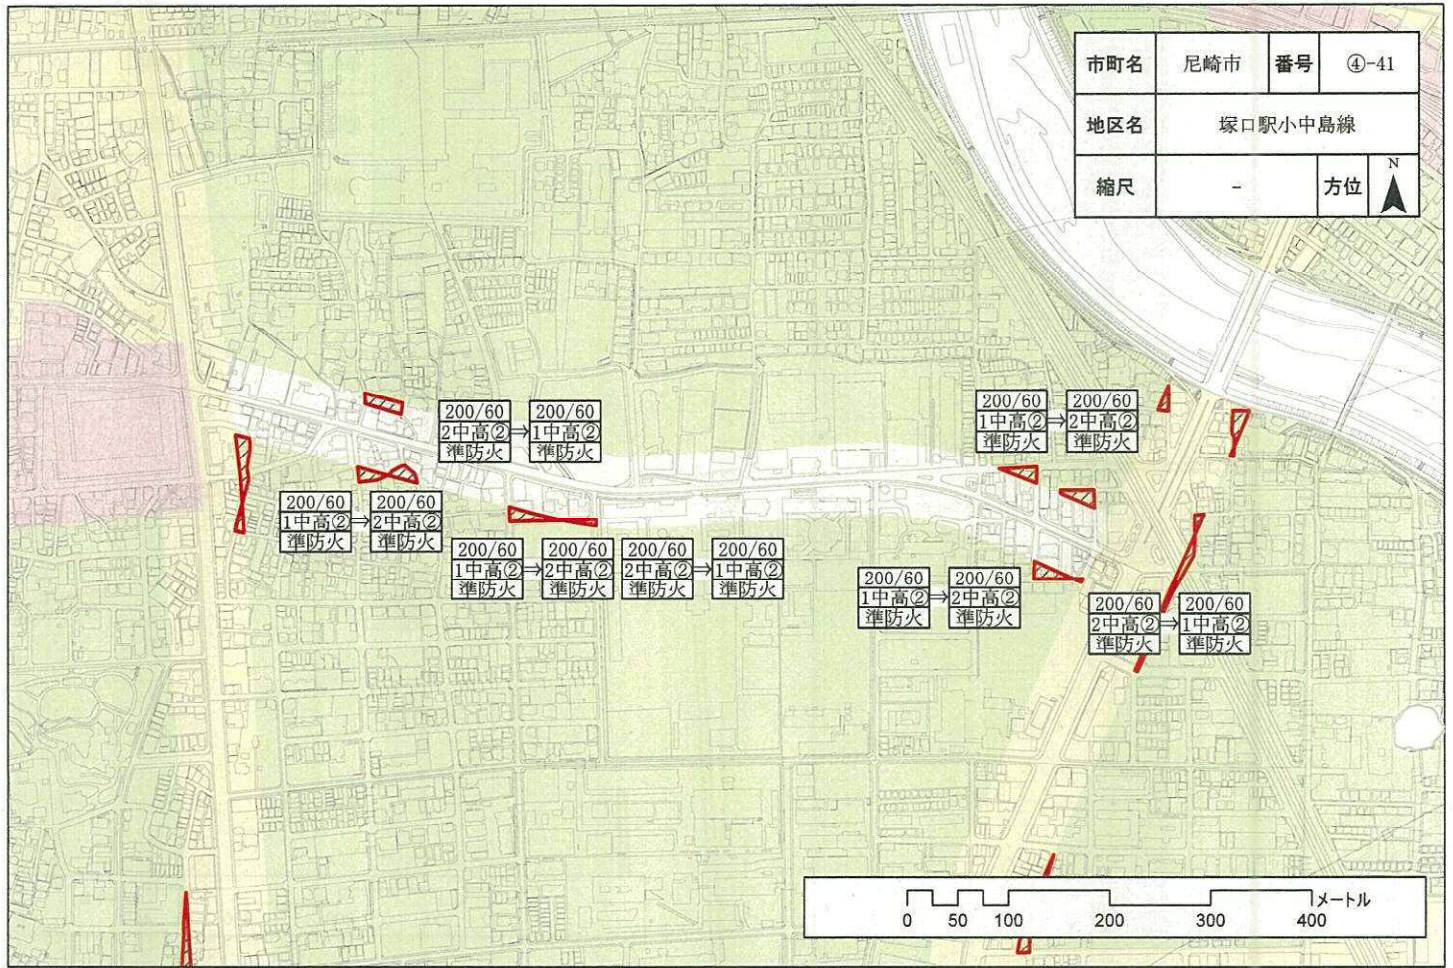 市町名 尼崎市 番号 ④-41
地区名 塚口駅小中島線
縮尺 - 方位 N
200/60 200/60
1中高② → 2中高②
準防火 準防火
200/60 200/60
2中高② → 1中高②
準防火 準防火
200/60 200/60
1中高② → 2中高②
準防火 準防火
200/60 200/60 200/60 200/60
1中高② → 2中高② 2中高② → 1中高②
準防火 準防火 準防火 準防火
200/60 200/60
1中高② → 2中高②
準防火 準防火
200/60 200/60
2中高② → 1中高②
準防火 準防火
メートル
0 50 100 200 300 400